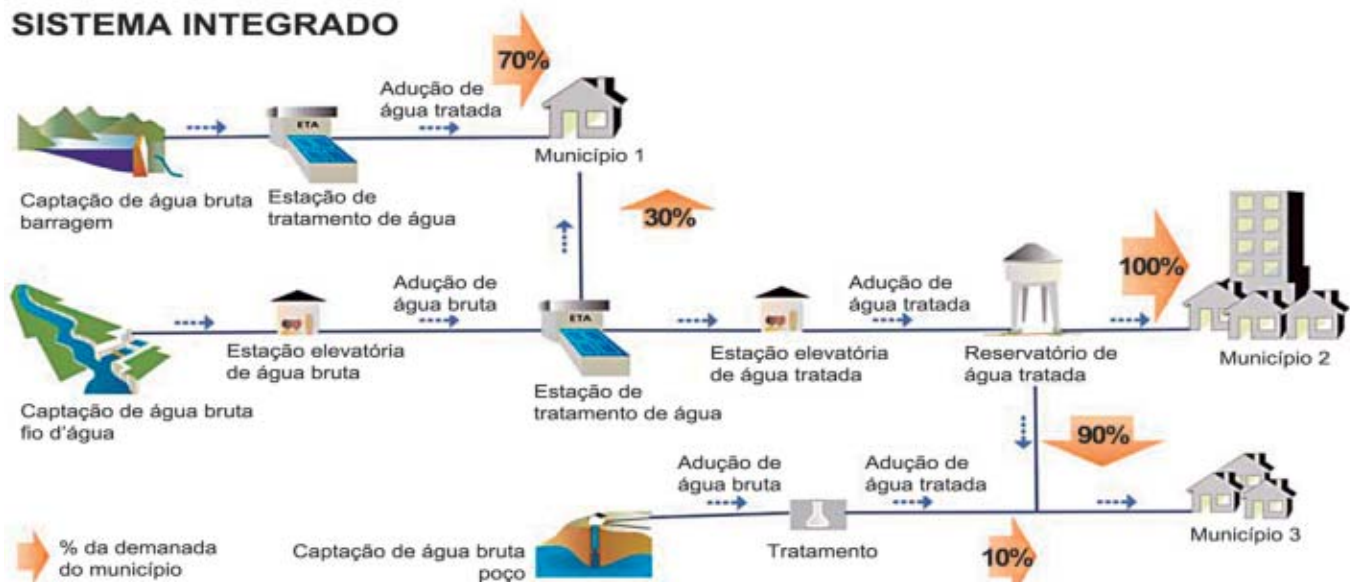 SISTEMA INTEGRADO
70%
Adução de
água tratada
ETA
Município 1
Captação de água bruta
barragem
Estação de
tratamento de água
30%
100%
Adução de
água bruta
Adução de
água tratada
ETA
Estação elevatória
de água bruta
Estação elevatória
de água tratada
Reservatório de
água tratada
Município 2
Captação de água bruta
fio d'água
Estação de
tratamento de água
90%
Adução de
água bruta
Adução de
água tratada
Município 3
% da demanada
do município
Captação de água bruta
poço
Tratamento
10%